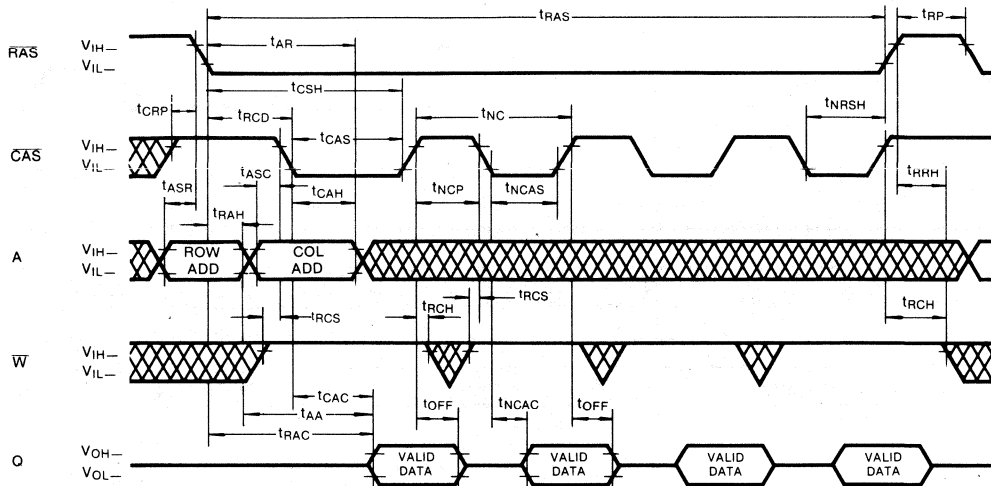 tRAS
tRP
tAR
RAS
VIH
VIL
tCSH
tCRP
tRCD
tNC
tNRSH
tCAS
CAS
VIH
VIL
tASR
tASC
tCAH
tNCP
tNCAS
tRRH
tRAH
A
VIH
VIL
ROW ADD
COL ADD
tRCS
tRCH
tRCS
tRCH
W
VIH
VIL
tCAC
tAA
tRAC
tOFF
tNCAC
tOFF
Q
VOH
VOL
VALID DATA
VALID DATA
VALID DATA
VALID DATA